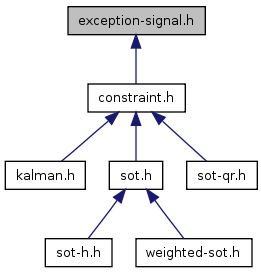 exception-signal.h
constraint.h
kalman.h
sot.h
sot-qr.h
sot-h.h
weighted-sot.h